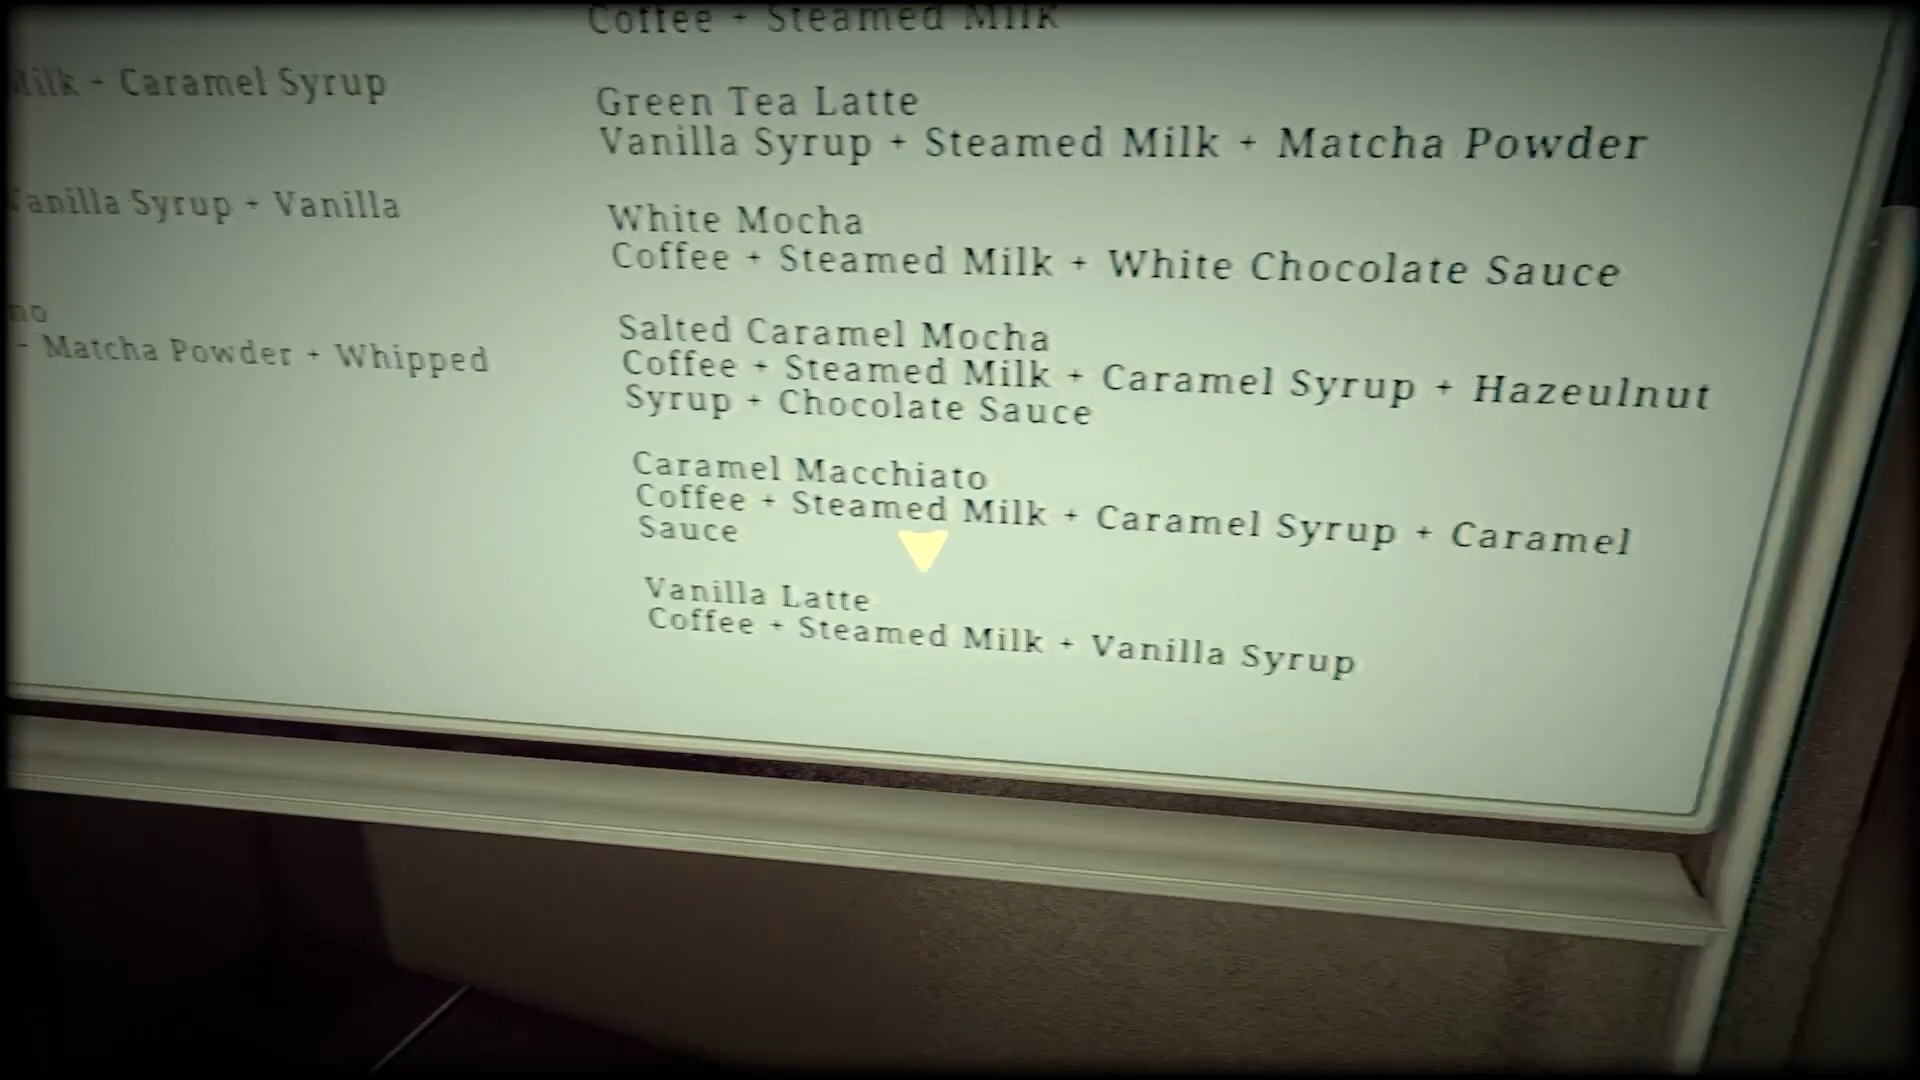 Coffee + Steamed Milk
Milk - Caramel Syrup
Vanilla Syrup + Vanilla
no
- Matcha Powder + Whipped
Green Tea Latte
Vanilla Syrup + Steamed Milk + Matcha Powder
White Mocha
Coffee + Steamed Milk + White Chocolate Sauce
Salted Caramel Mocha
Coffee + Steamed Milk + Caramel Syrup + Hazeulnut
Syrup + Chocolate Sauce
Caramel Macchiato
Coffee + Steamed Milk + Caramel Syrup + Caramel
Sauce
Vanilla Latte
Coffee + Steamed Milk + Vanilla Syrup